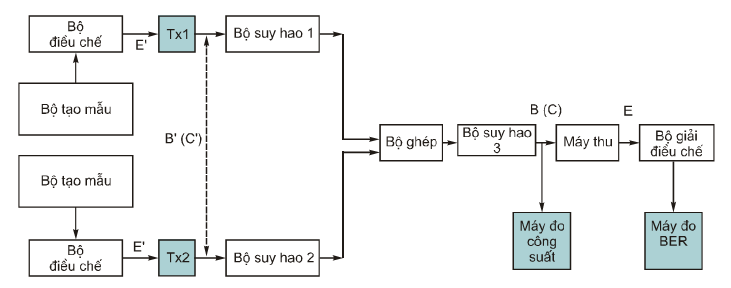 Bộ
điều chế
E'
Tx1
Bộ suy hao 1
Bộ tạo mẫu
B' (C')
Bộ tạo mẫu
Bộ
điều chế
E'
Tx2
Bộ suy hao 2
Bộ ghép
Bộ suy hao
3
B (C)
Máy thu
E
Bộ giải
điều chế
Máy đo
công
suất
Máy đo
BER